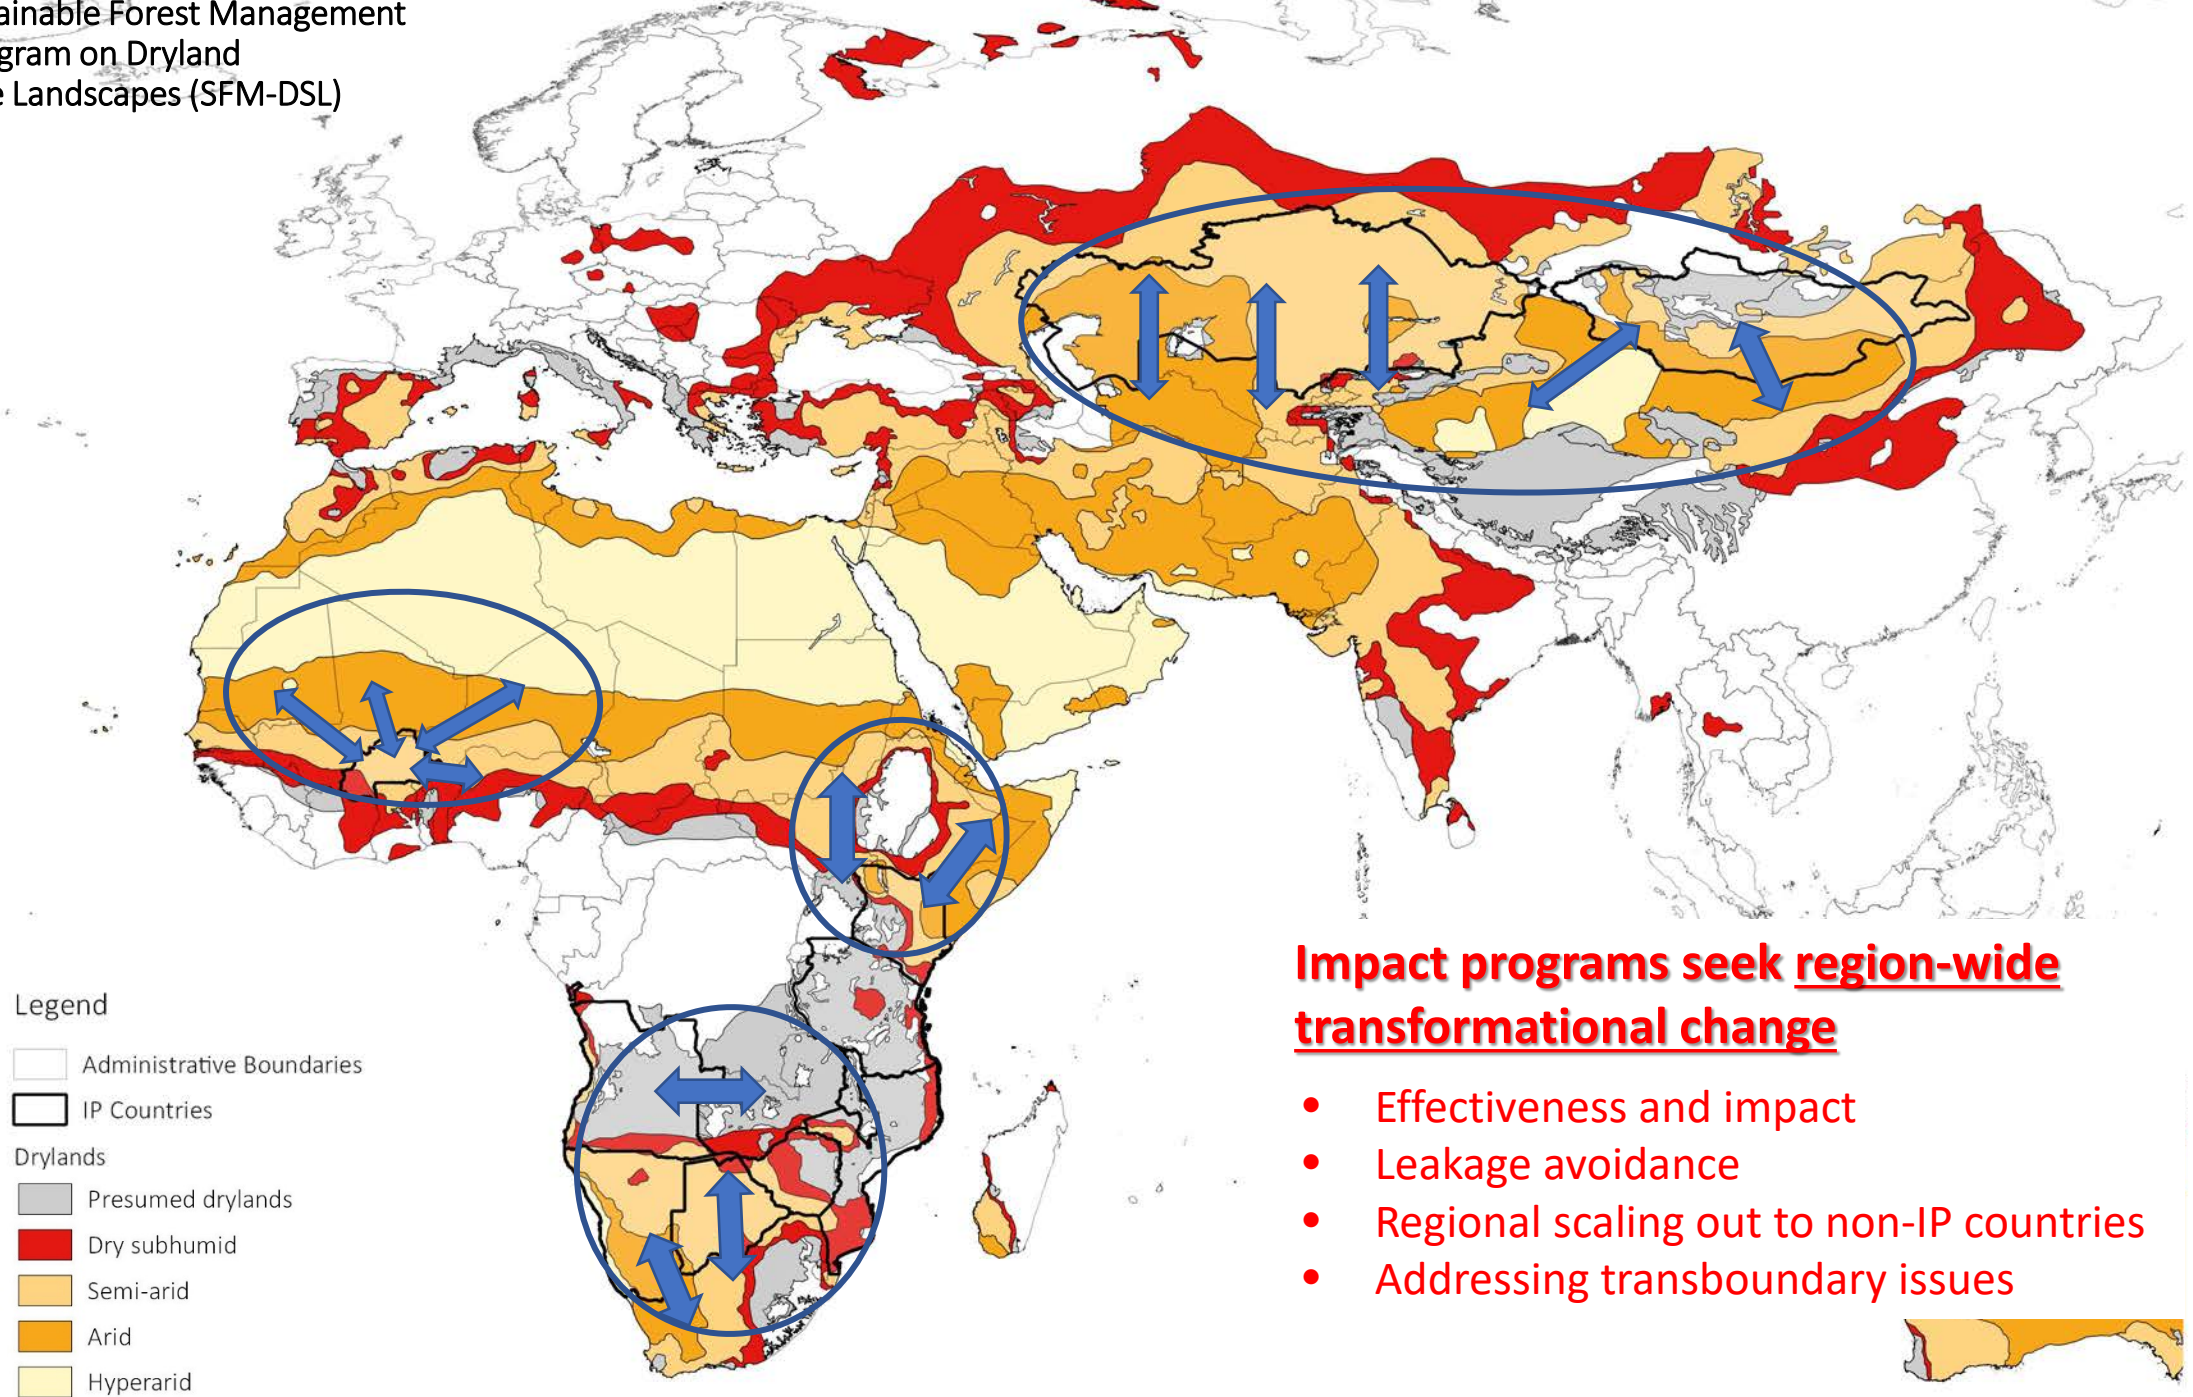 ainable Forest Management
gram on Dryland
e Landscapes (SFM-DSL)
Impact programs seek region-wide
transformational change
• Effectiveness and impact
• Leakage avoidance
• Regional scaling out to non-IP countries
• Addressing transboundary issues
Legend
Administrative Boundaries
IP Countries
Drylands
Presumed drylands
Dry subhumid
Semi-arid
Arid
Hyperarid